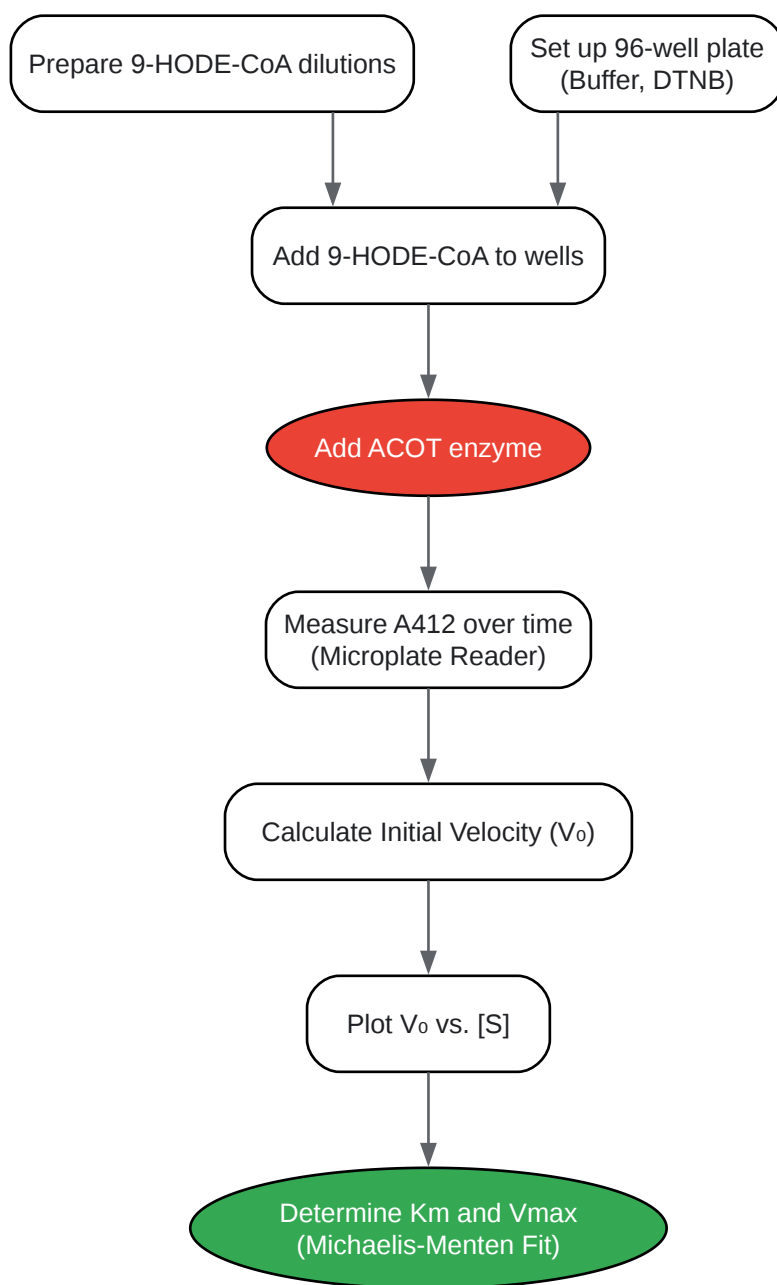 Prepare 9-HODE-CoA dilutions
Set up 96-well plate
(Buffer, DTNB)
Add 9-HODE-CoA to wells
Add ACOT enzyme
Measure A412 over time
(Microplate Reader)
Calculate Initial Velocity (V₀)
Plot V₀ vs. [S]
Determine Km and Vmax
(Michaelis-Menten Fit)